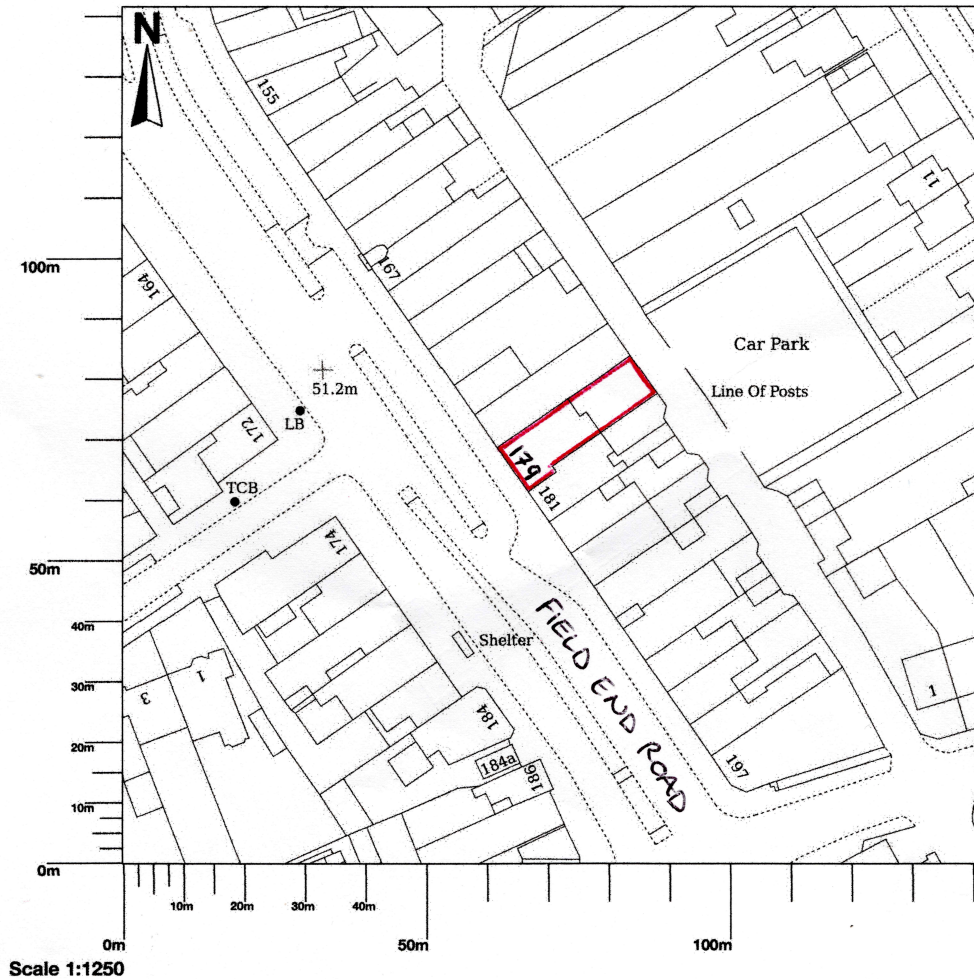 N
155
11
167
100m
164
51.2m
Car Park
Line Of Posts
LB
172
179
181
TCB
174
50m
FIELD END ROAD
40m
Shelter
30m
1
3
1
184
20m
184a
186
197
10m
0m
10m
20m
30m
40m
0m
50m
100m
Scale 1:1250